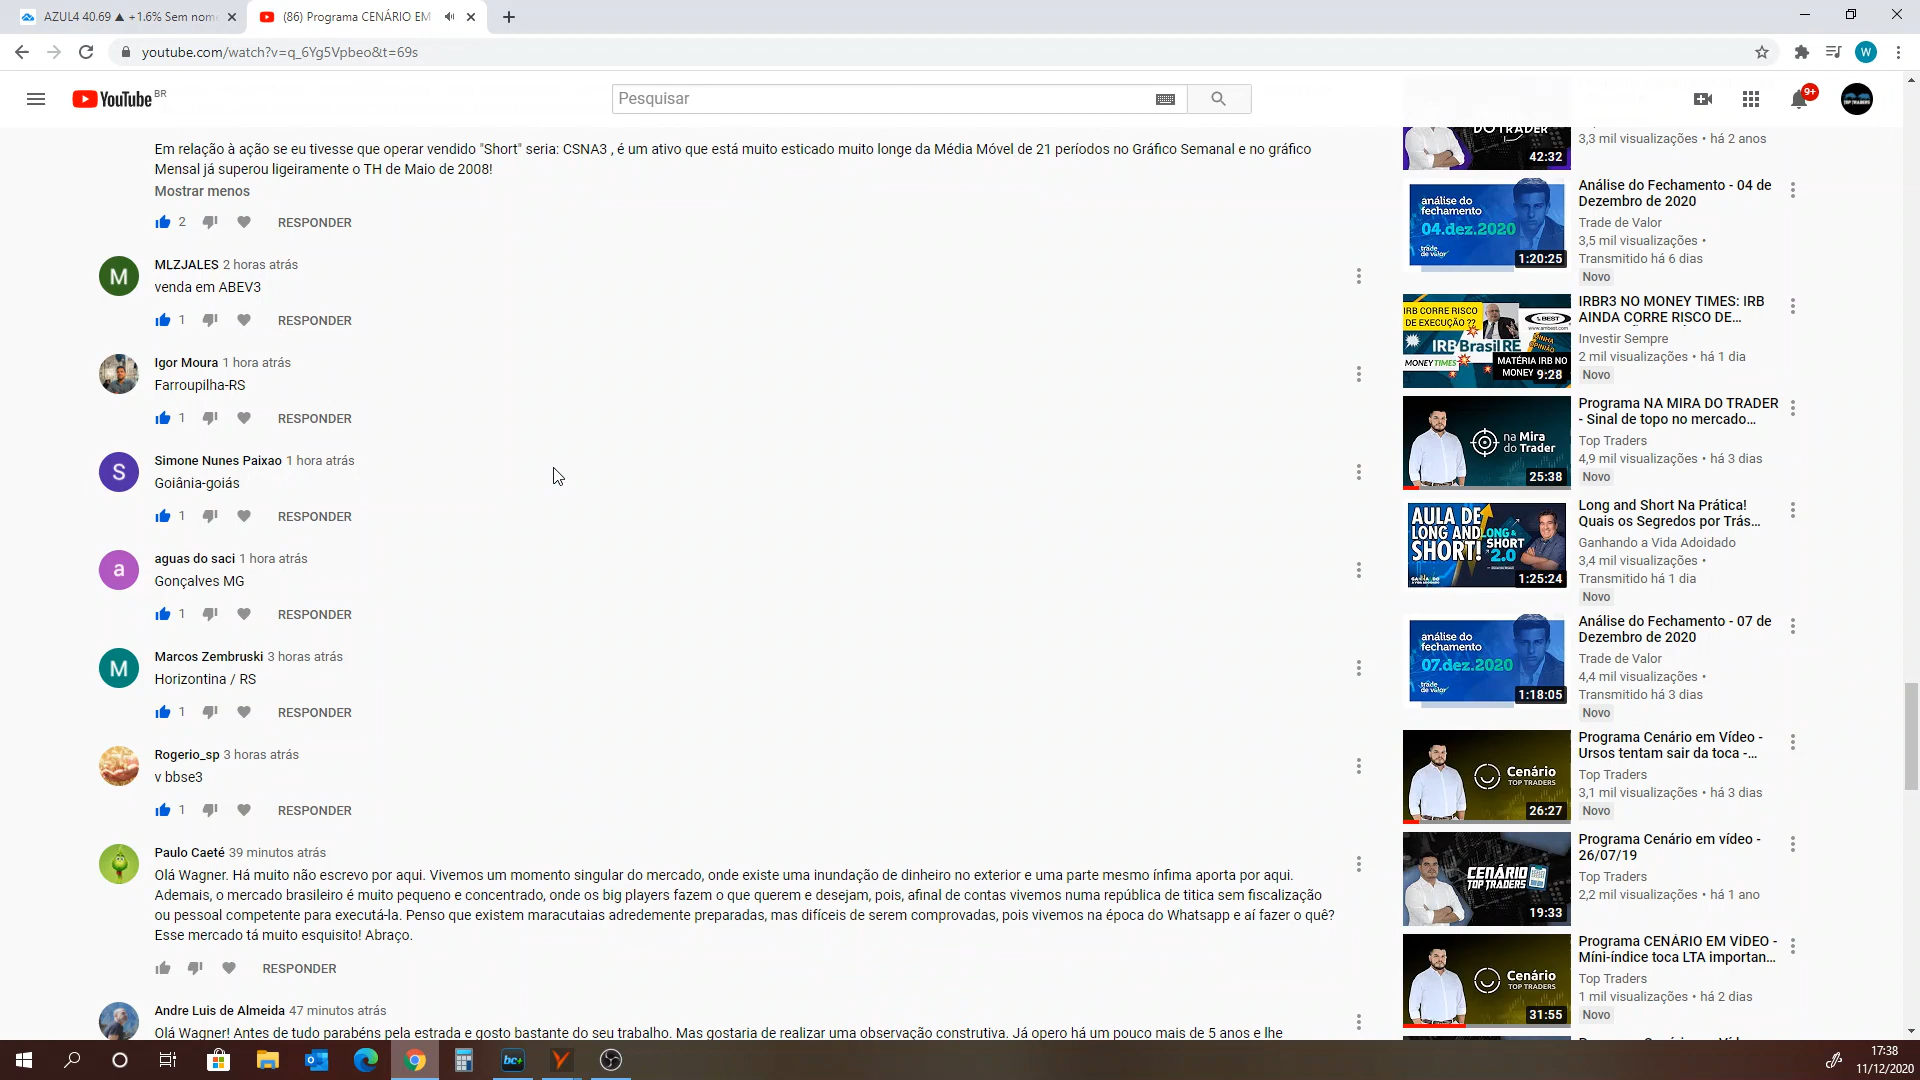 AZUL4 40.69 ▲ +1.6% Sem nom
(86) Programa CENÁRIO EM
youtube.com/watch?v=q_6Yg5Vpbeo&t=69s
W
YouTube BR
Pesquisar
9+
Em relação à ação se eu tivesse que operar vendido "Short" seria: CSNA3 , é um ativo que está muito esticado muito longe da Média Móvel de 21 períodos no Gráfico Semanal e no gráfico
Mensal já superou ligeiramente o TH de Maio de 2008!
Mostrar menos
2 RESPONDER
M
MLZJALES 2 horas atrás
venda em ABEV3
1 RESPONDER
Igor Moura 1 hora atrás
Farroupilha-RS
1 RESPONDER
S
Simone Nunes Paixao 1 hora atrás
Goiânia-goiás
1 RESPONDER
a
aguas do saci 1 hora atrás
Gonçalves MG
1 RESPONDER
M
Marcos Zembruski 3 horas atrás
Horizontina / RS
1 RESPONDER
Rogerio_sp 3 horas atrás
v bbse3
1 RESPONDER
Paulo Caeté 39 minutos atrás
Olá Wagner. Há muito não escrevo por aqui. Vivemos um momento singular do mercado, onde existe uma inundação de dinheiro no exterior e uma parte mesmo ínfima aporta por aqui.
Ademais, o mercado brasileiro é muito pequeno e concentrado, onde os big players fazem o que querem e desejam, pois, afinal de contas vivemos numa república de titica sem fiscalização
ou pessoal competente para executá-la. Penso que existem maracutaias adredemente preparadas, mas difíceis de serem comprovadas, pois vivemos na época do Whatsapp e aí fazer o quê?
Esse mercado tá muito esquisito! Abraço.
RESPONDER
Andre Luis de Almeida 47 minutos atrás
Olá Wagner! Antes de tudo parabéns pela estrada e gosto bastante do seu trabalho. Mas gostaria de realizar uma observação construtiva. Já opero há um pouco mais de 5 anos e lhe
DO TRADER
42:32
3,3 mil visualizações • há 2 anos
análise do
fechamento
04.dez.2020
trade
de valor
1:20:25
Análise do Fechamento - 04 de
Dezembro de 2020
Trade de Valor
3,5 mil visualizações •
Transmitido há 6 dias
Novo
IRB CORRE RISCO
DE EXECUÇÃO ??
BEST
www.ambest.com
MINHA
OPINIÃO
IRB Brasil RE
MONEY TIMES
MATÉRIA IRB NO
MONEY
9:28
IRBR3 NO MONEY TIMES: IRB
AINDA CORRE RISCO DE...
Investir Sempre
2 mil visualizações • há 1 dia
Novo
na Mira
do Trader
25:38
Programa NA MIRA DO TRADER
- Sinal de topo no mercado...
Top Traders
4,9 mil visualizações • há 3 dias
Novo
AULA DE
LONG AND
SHORT!
LONG &
SHORT
2.0
1:25:24
Long and Short Na Prática!
Quais os Segredos por Trás...
Ganhando a Vida Adoidado
3,4 mil visualizações •
Transmitido há 1 dia
Novo
análise do
fechamento
07.dez.2020
trade
de valor
1:18:05
Análise do Fechamento - 07 de
Dezembro de 2020
Trade de Valor
4,4 mil visualizações •
Transmitido há 3 dias
Novo
Cenário
TOP TRADERS
26:27
Programa Cenário em Vídeo -
Ursos tentam sair da toca -...
Top Traders
3,1 mil visualizações • há 3 dias
Novo
CENÁRIO
TOP TRADERS
19:33
Programa Cenário em vídeo -
26/07/19
Top Traders
2,2 mil visualizações • há 1 ano
Cenário
TOP TRADERS
31:55
Programa CENÁRIO EM VÍDEO -
Míni-índice toca LTA importan...
Top Traders
1 mil visualizações • há 2 dias
Novo
bc+
17:38
11/12/2020